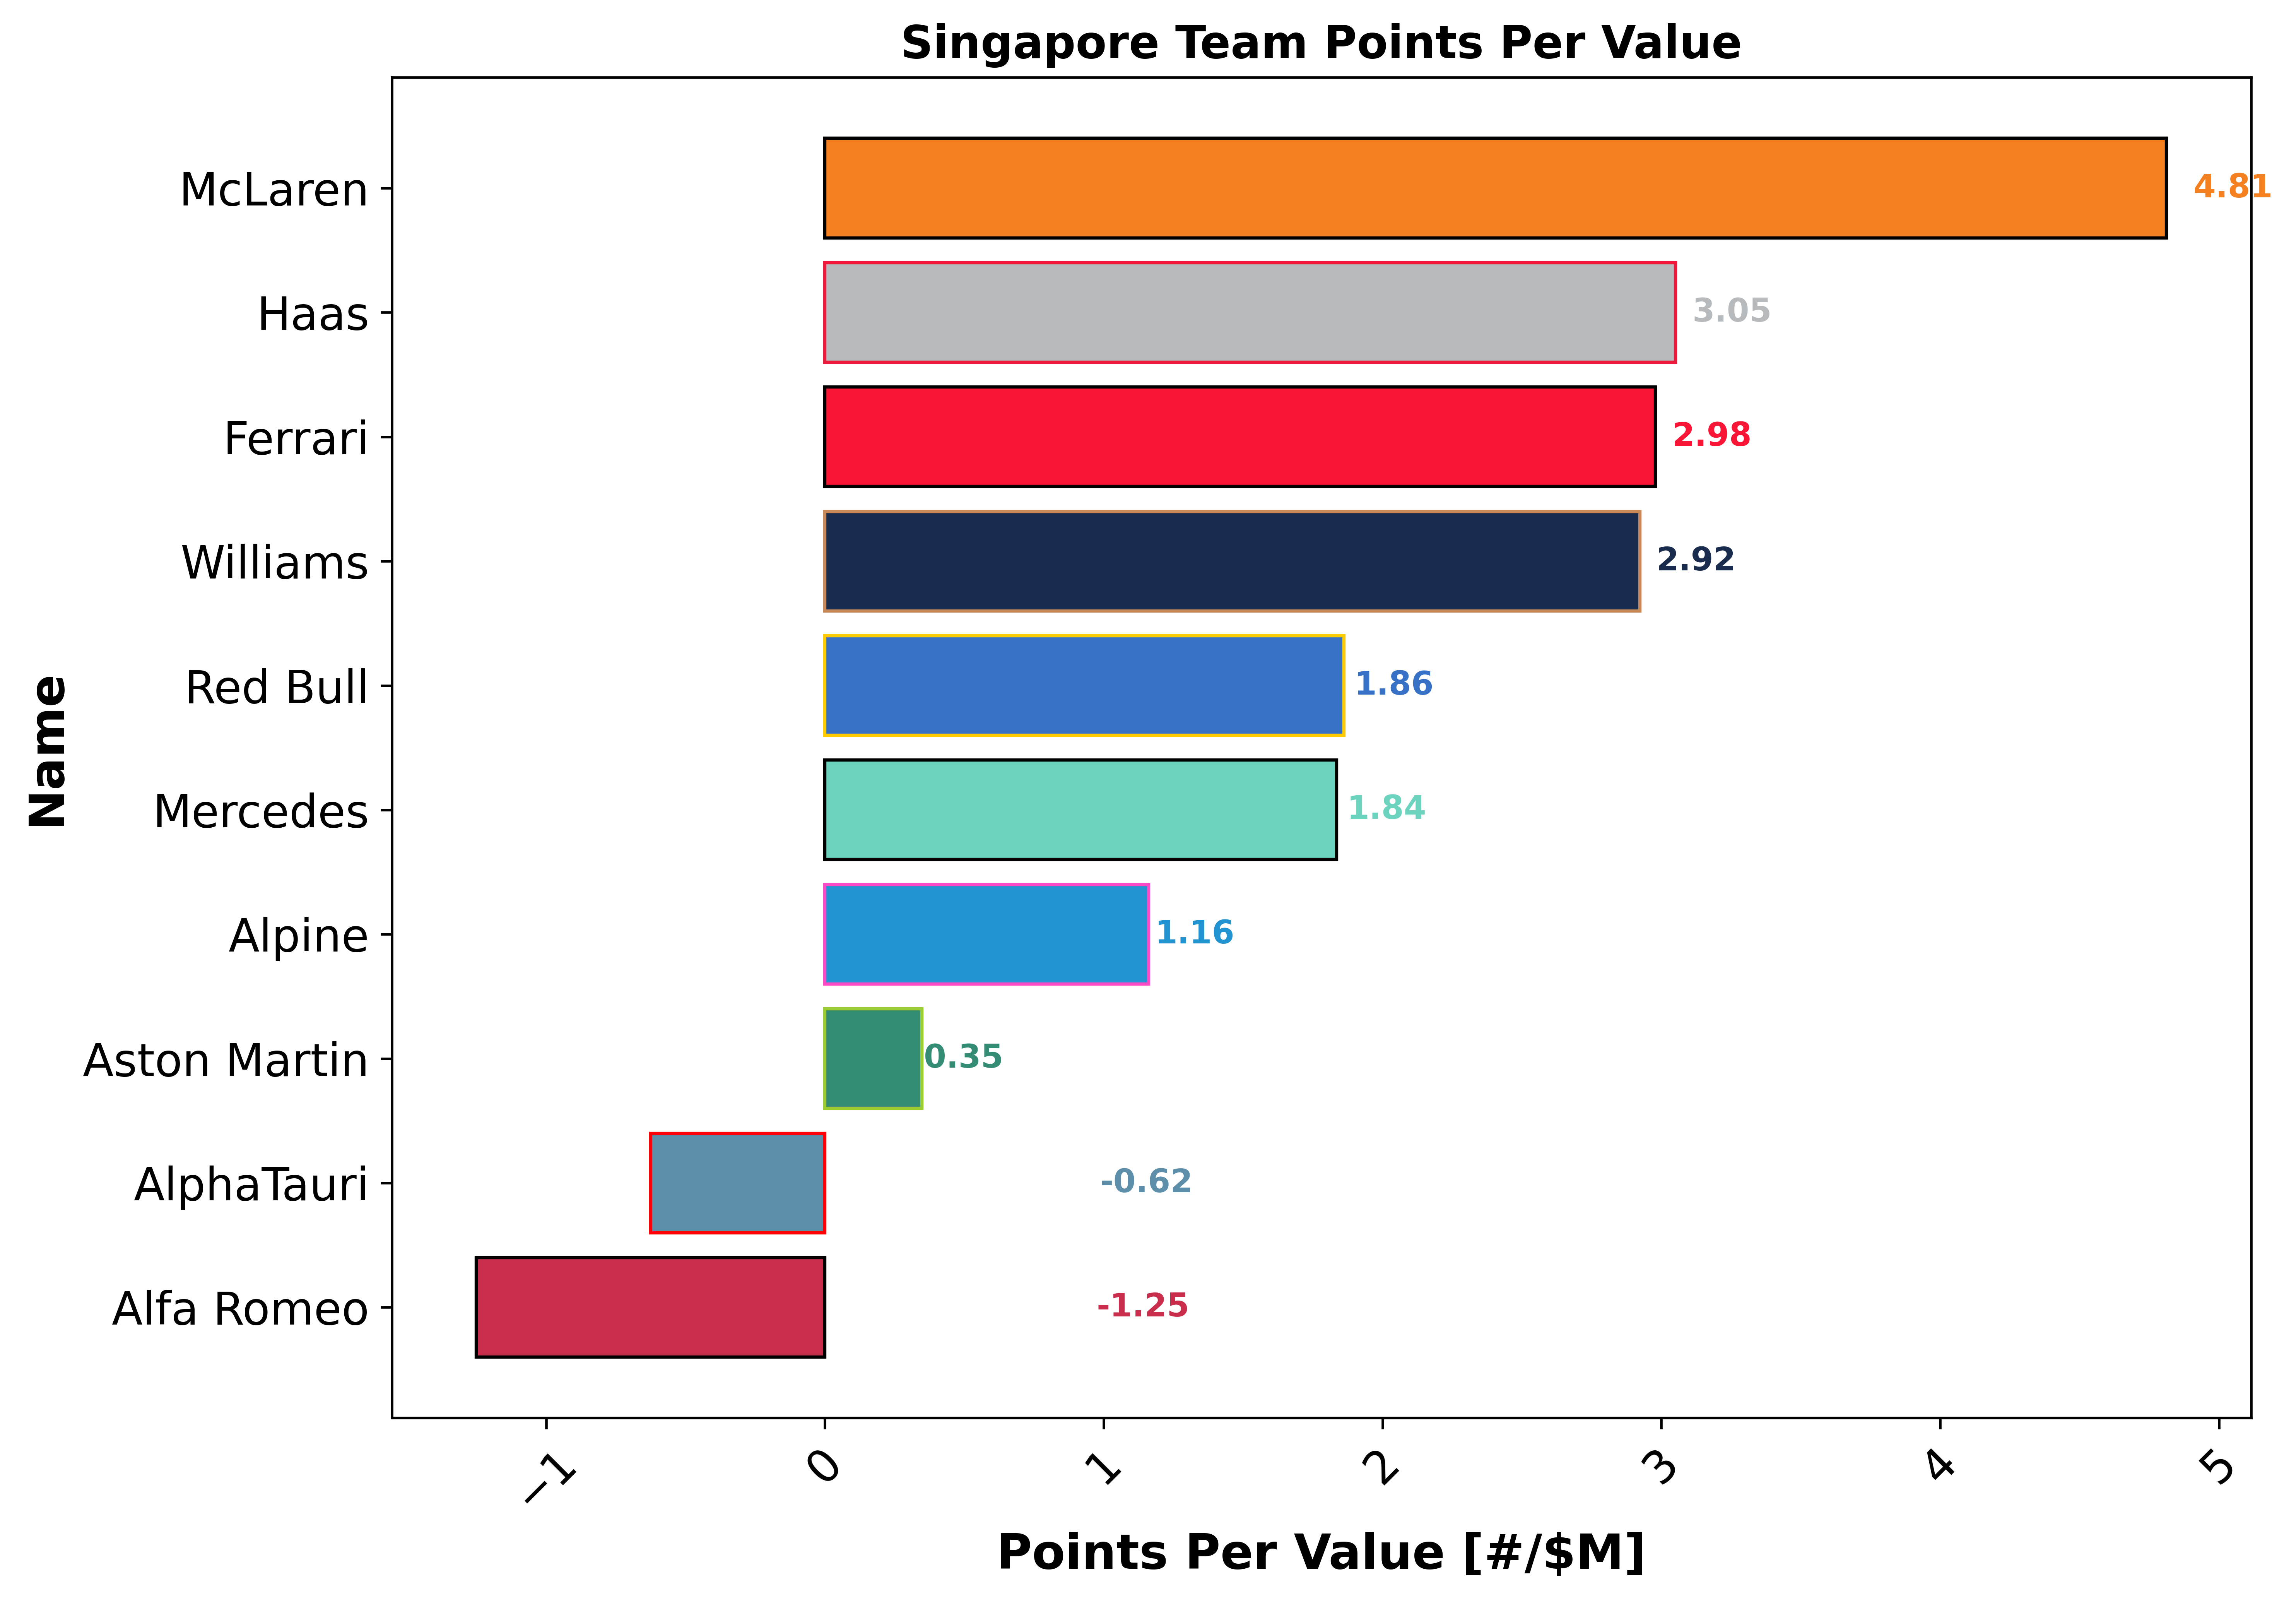 Singapore Team Points Per Value
McLaren 4.81
Haas 3.05
Ferrari 2.98
Williams 2.92
Red Bull 1.86
Mercedes 1.84
Alpine 1.16
Aston Martin 0.35
AlphaTauri -0.62
Alfa Romeo -1.25
Name
−1 0 1 2 3 4 5
Points Per Value [#/$M]